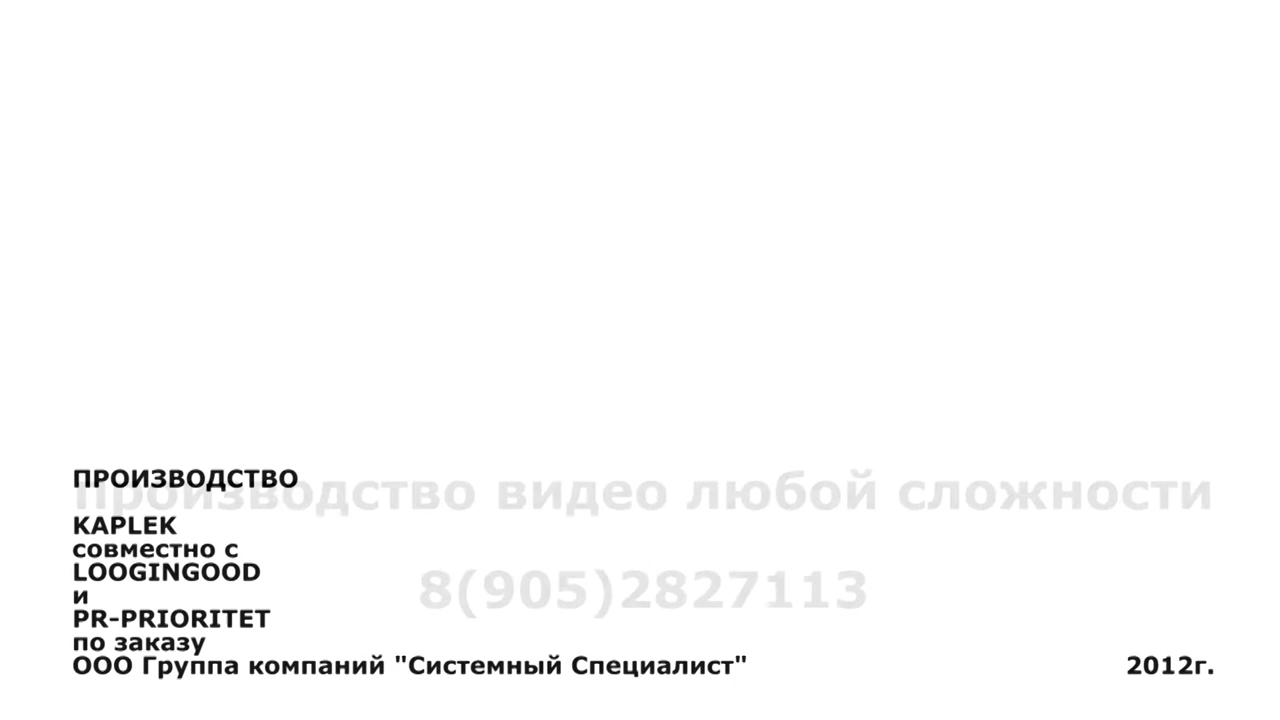 ПРОИЗВОДСТВО
производство видео любой сложности
KAPLEK
совместно с
LOOGINGOOD
8(905)2827113
и
PR-PRIORITET
по заказу
ООО Группа компаний "Системный Специалист" 2012г.